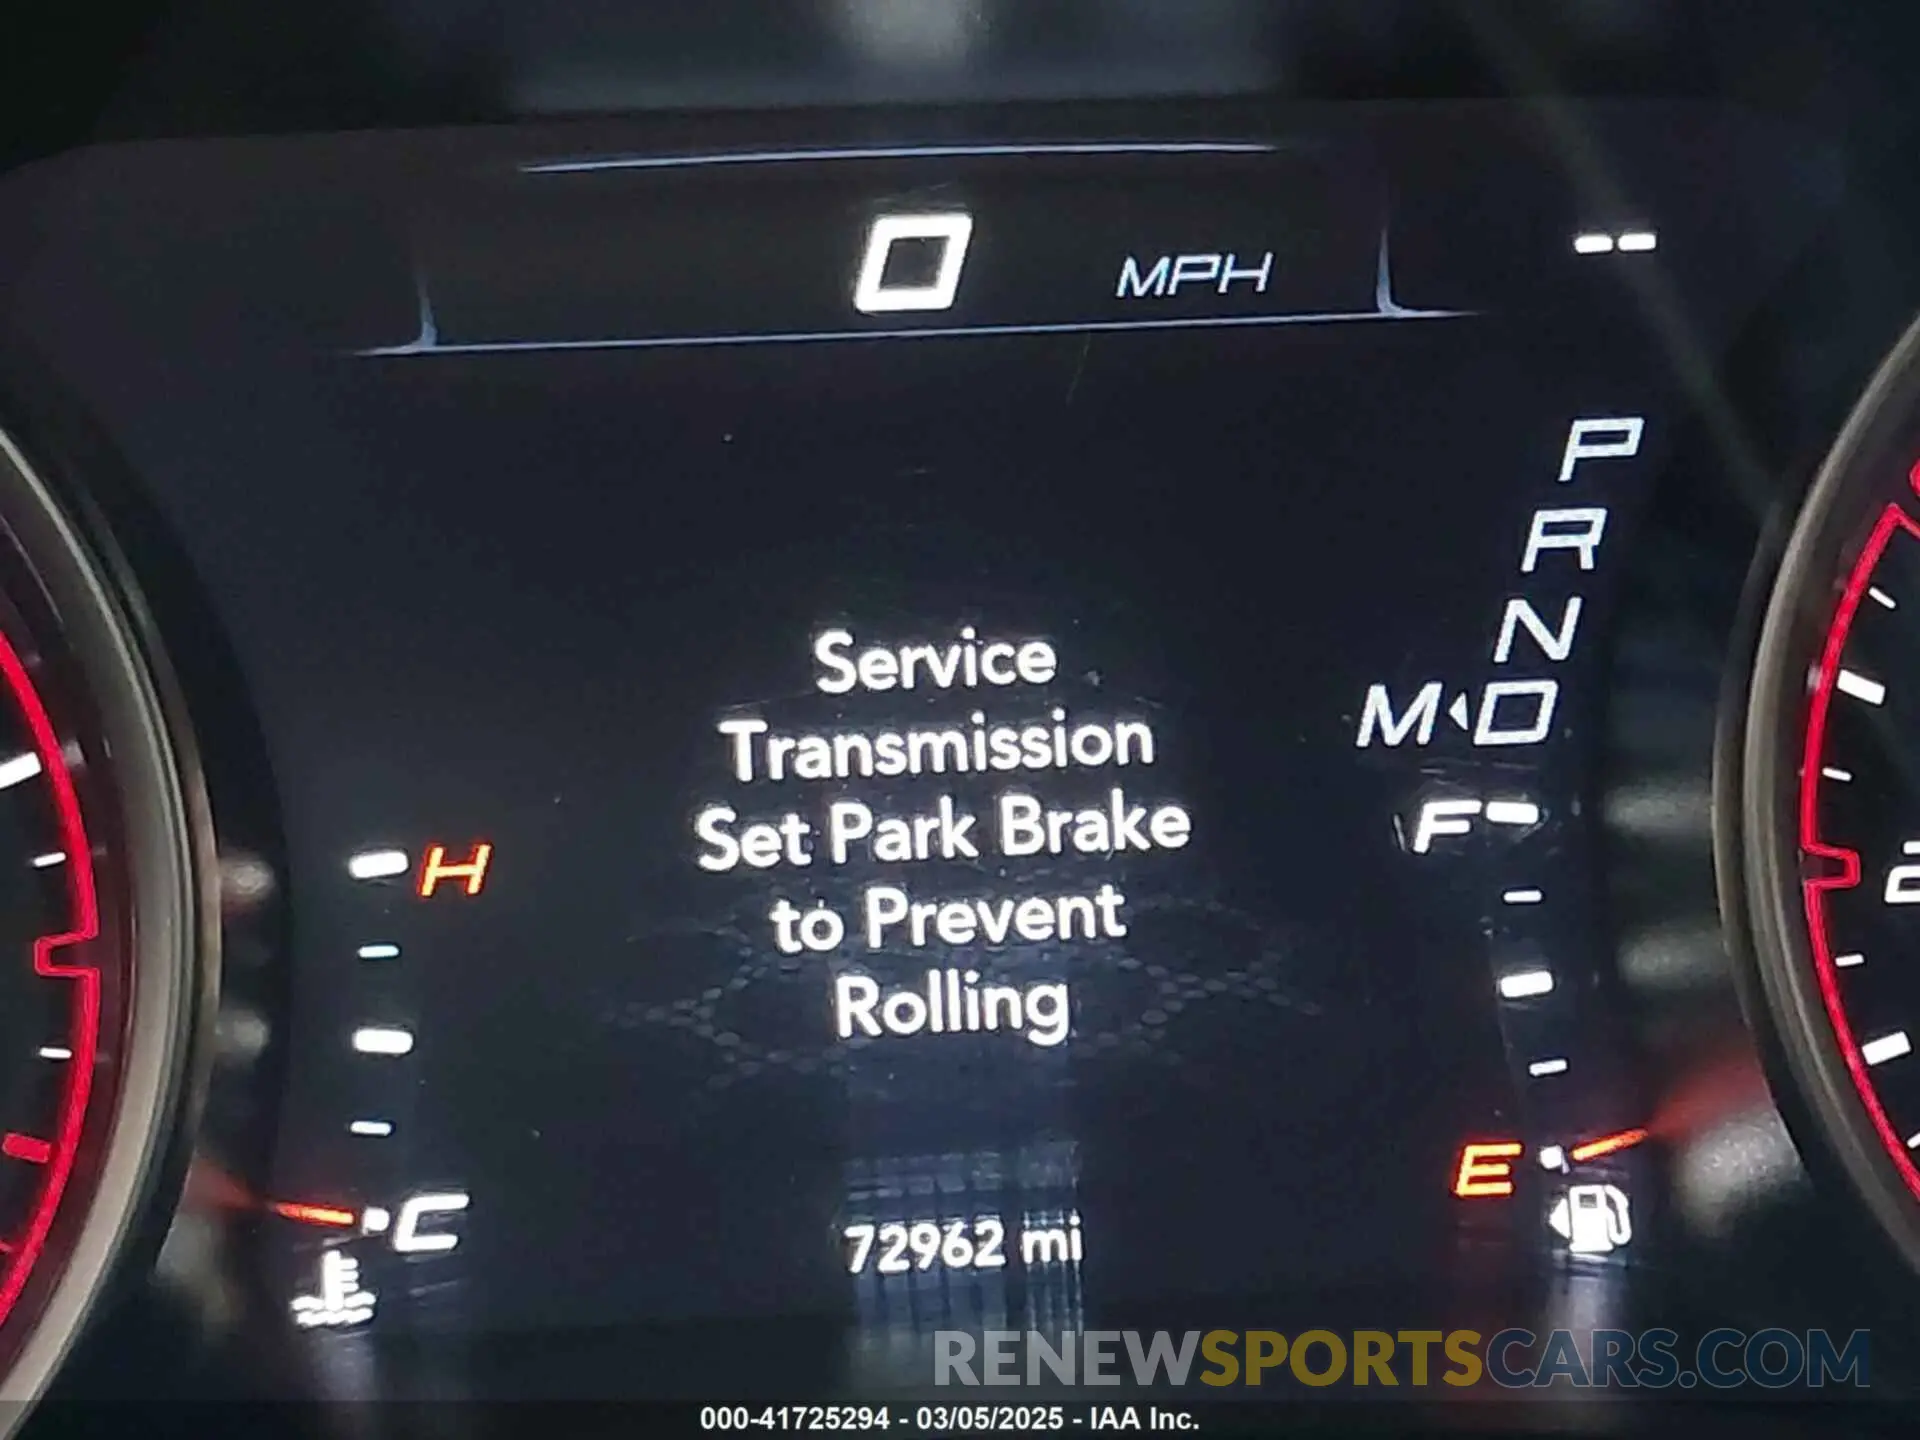 0 MPH --
P
R
N
M D
Service
Transmission
Set Park Brake
to Prevent
Rolling
H
F
C
E
72962 mi
RENEWSPORTSCARS.COM
000-41725294 - 03/05/2025 - IAA Inc.